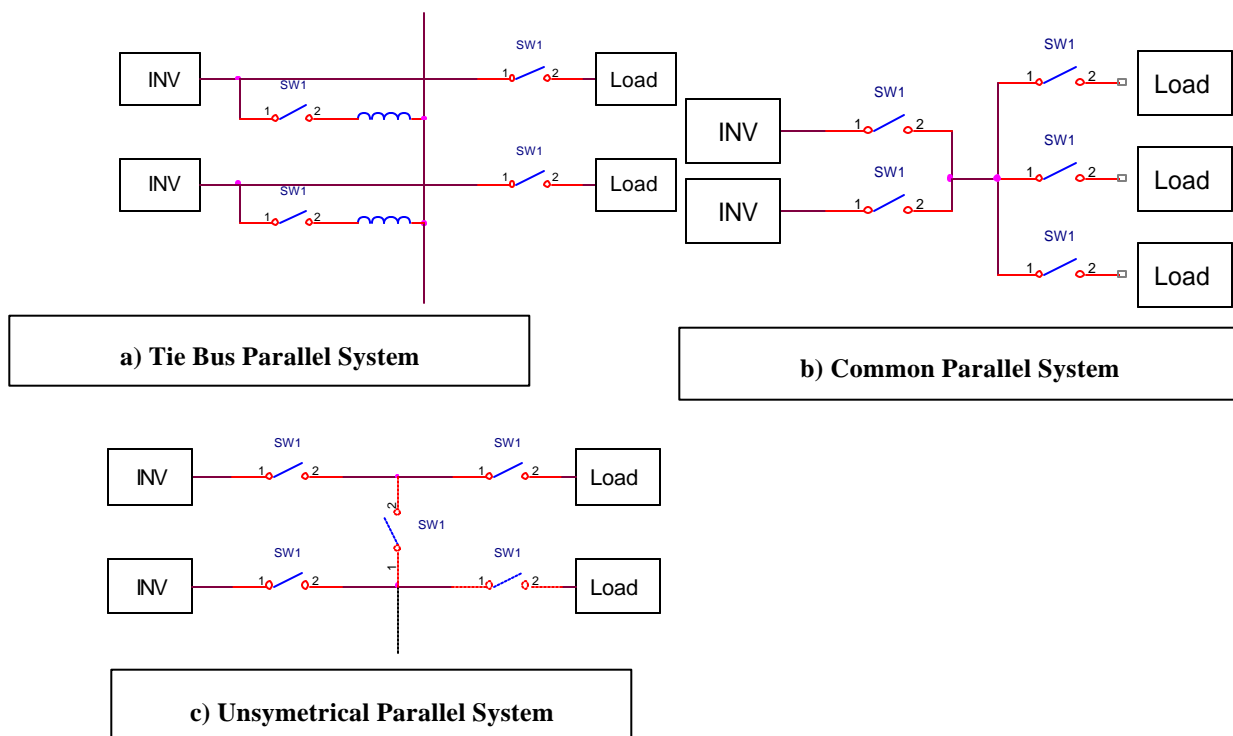 SW1
INV 1 2 Load
SW1
1 2
SW1
INV 1 2 Load
SW1
1 2
a) Tie Bus Parallel System
SW1
1 2 Load
SW1
INV 1 2
SW1
1 2 Load
SW1
INV 1 2
SW1
1 2 Load
b) Common Parallel System
SW1 SW1
INV 1 2 1 2 Load
2
SW1
1
SW1 SW1
INV 1 2 1 2 Load
c) Unsymetrical Parallel System